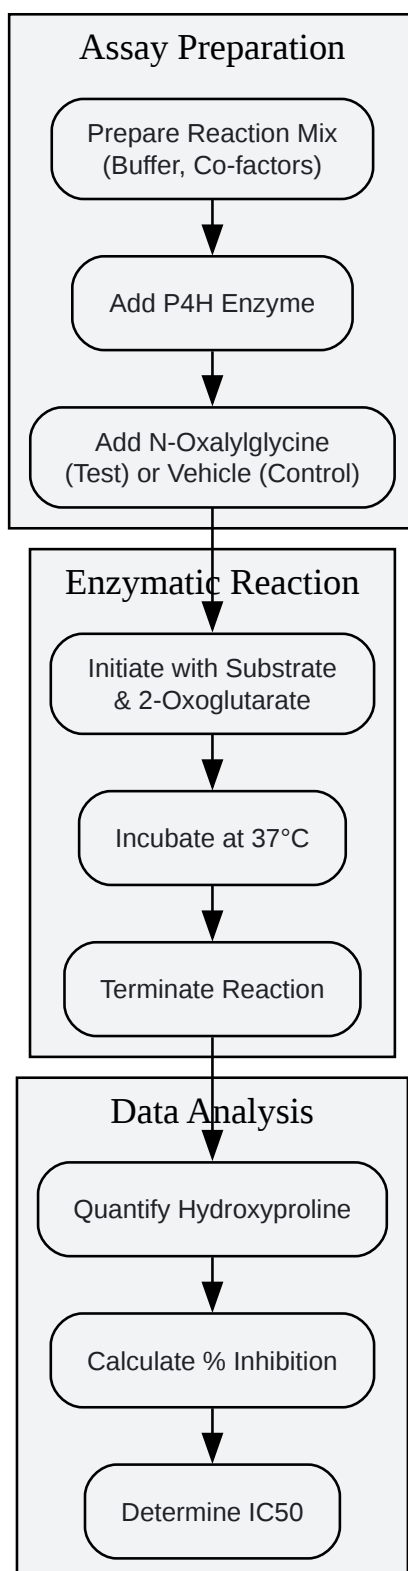 Assay Preparation
Prepare Reaction Mix
(Buffer, Co-factors)
Add P4H Enzyme
Add N-Oxalylglycine
(Test) or Vehicle (Control)
Enzymatic Reaction
Initiate with Substrate
& 2-Oxoglutarate
Incubate at 37°C
Terminate Reaction
Data Analysis
Quantify Hydroxyproline
Calculate % Inhibition
Determine IC50